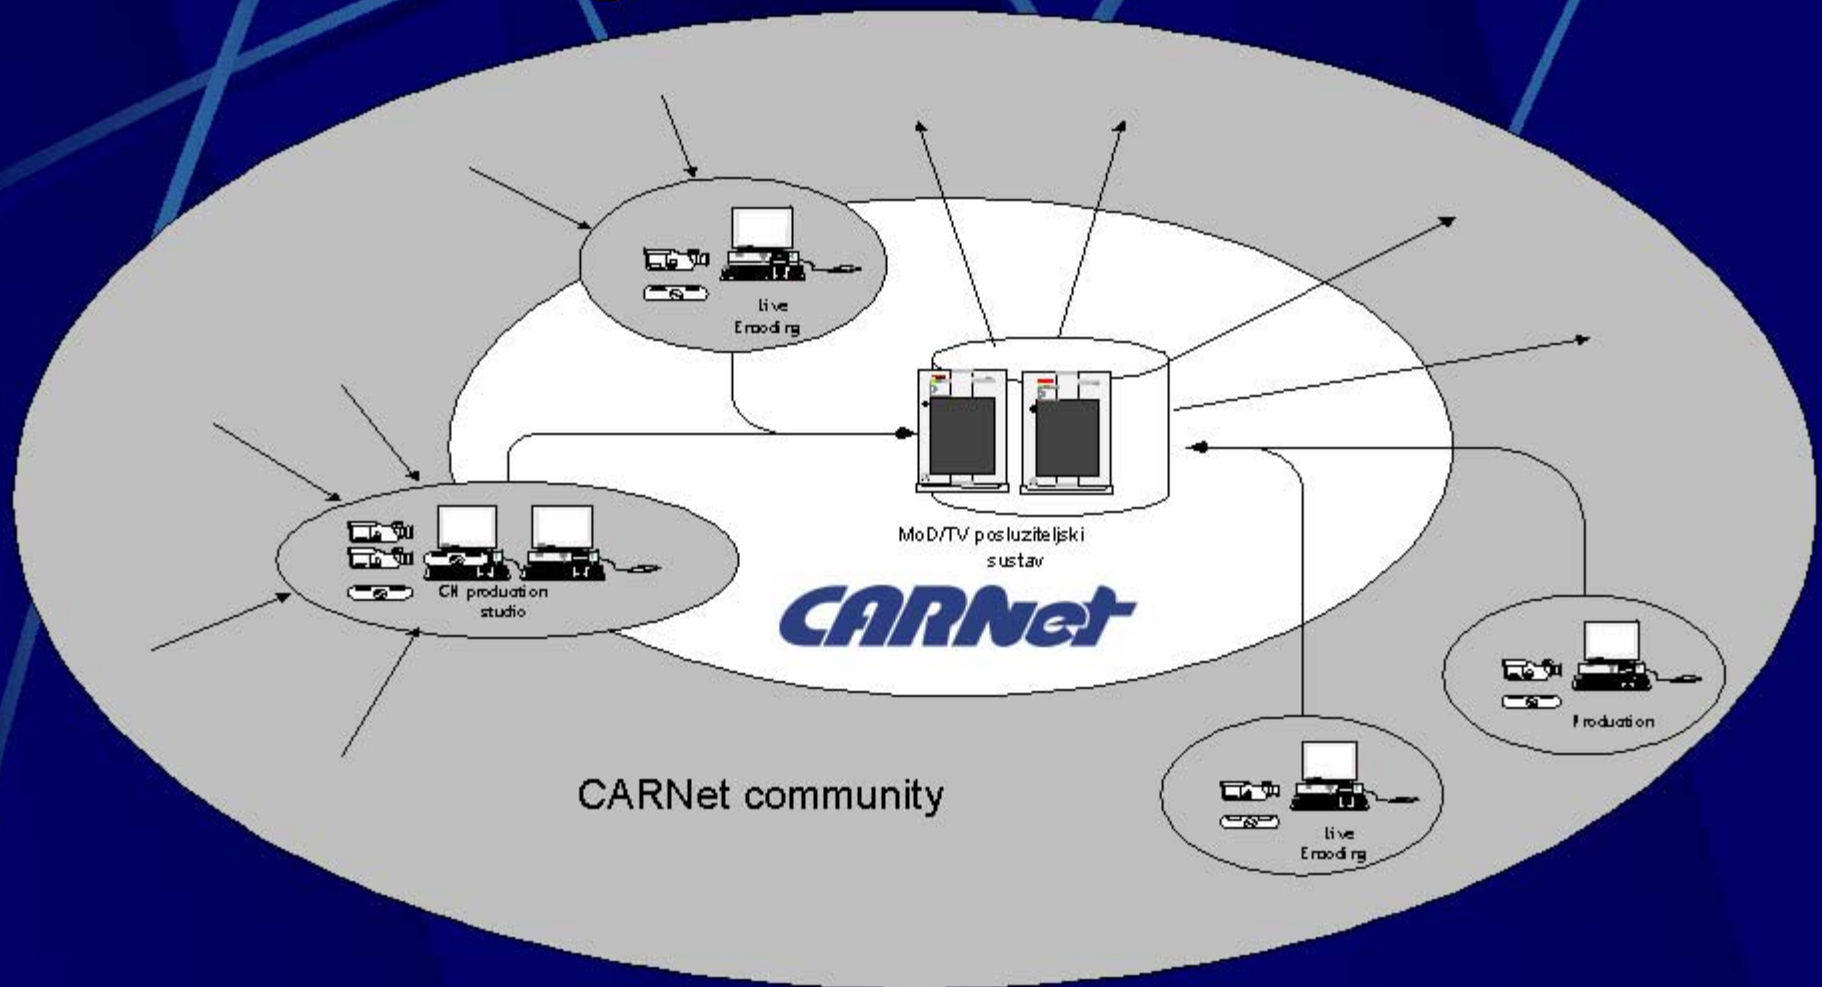 Live
Encoding
MoD/TV posluziteljski
sustav
CARNet
CN production
studio
Production
CARNet community
Live
Encoding